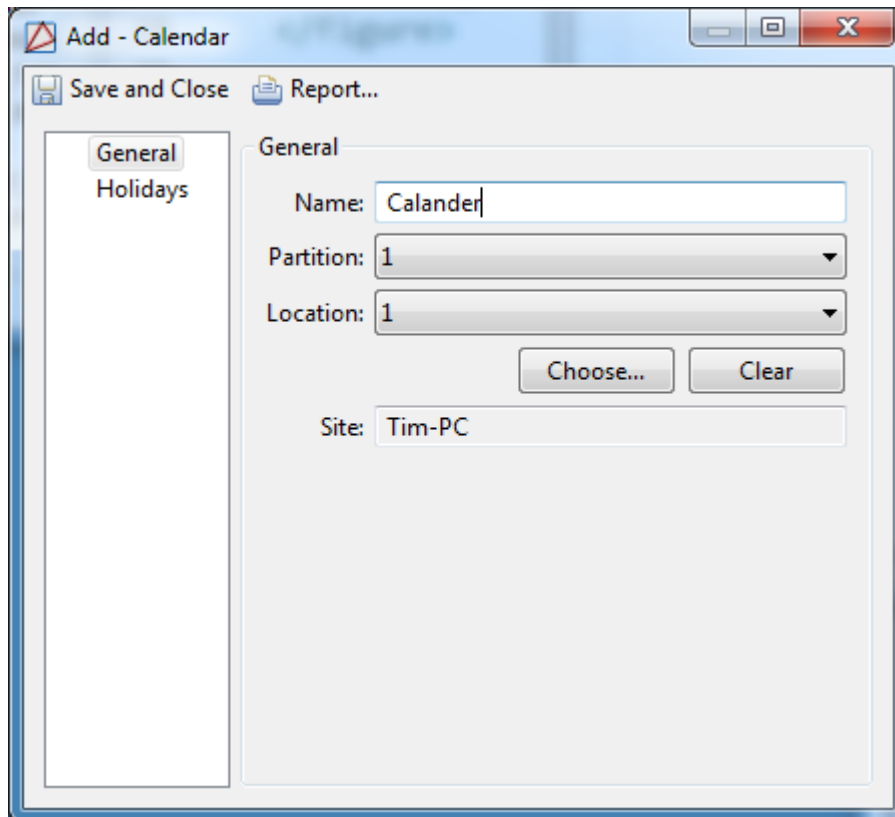 Add - Calendar
Save and Close Report...
General
Holidays
General
Name: Calander
Partition: 1
Location: 1
Choose... Clear
Site: Tim-PC